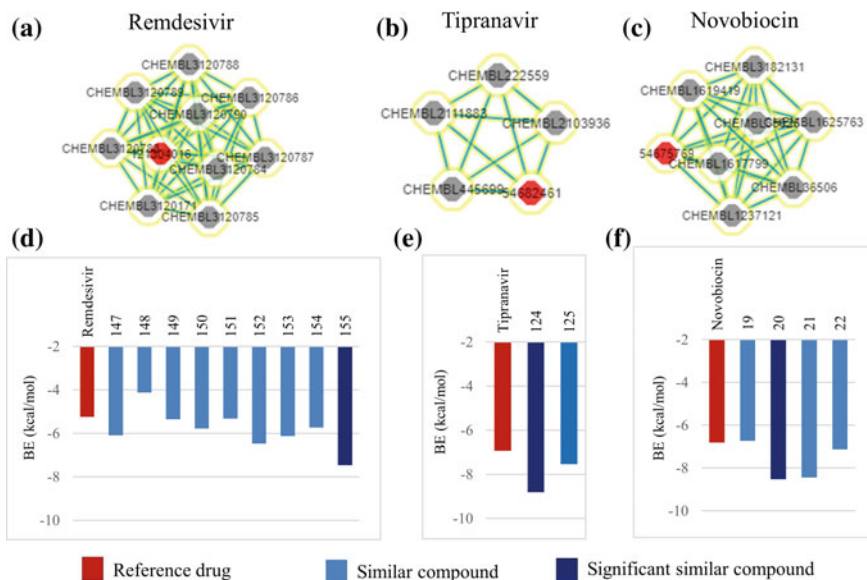 (a) Remdesivir (b) Tipranavir (c) Novobiocin
CHEMBL3120788
CHEMBL3120789
CHEMBL3120786
CHEMBL3120790
121304016
CHEMBL3120787
CHEMBL3120784
CHEMBL3120171
CHEMBL3120785
CHEMBL222559
CHEMBL2111883
CHEMBL2103936
CHEMBL445699
54682461
CHEMBL3182131
CHEMBL1619419
CHEMBL1625763
54675769
CHEMBL1617799
CHEMBL36506
CHEMBL1237121
(d) (e) (f)
Remdesivir 147 148 149 150 151 152 153 154 155
-2
-4
-6
-8
-10
BE (kcal/mol)
Tipranavir 124 125
-2
-4
-6
-8
-10
BE (kcal/mol)
Novobiocin 19 20 21 22
-2
-4
-6
-8
-10
BE (kcal/mol)
Reference drug Similar compound Significant similar compound